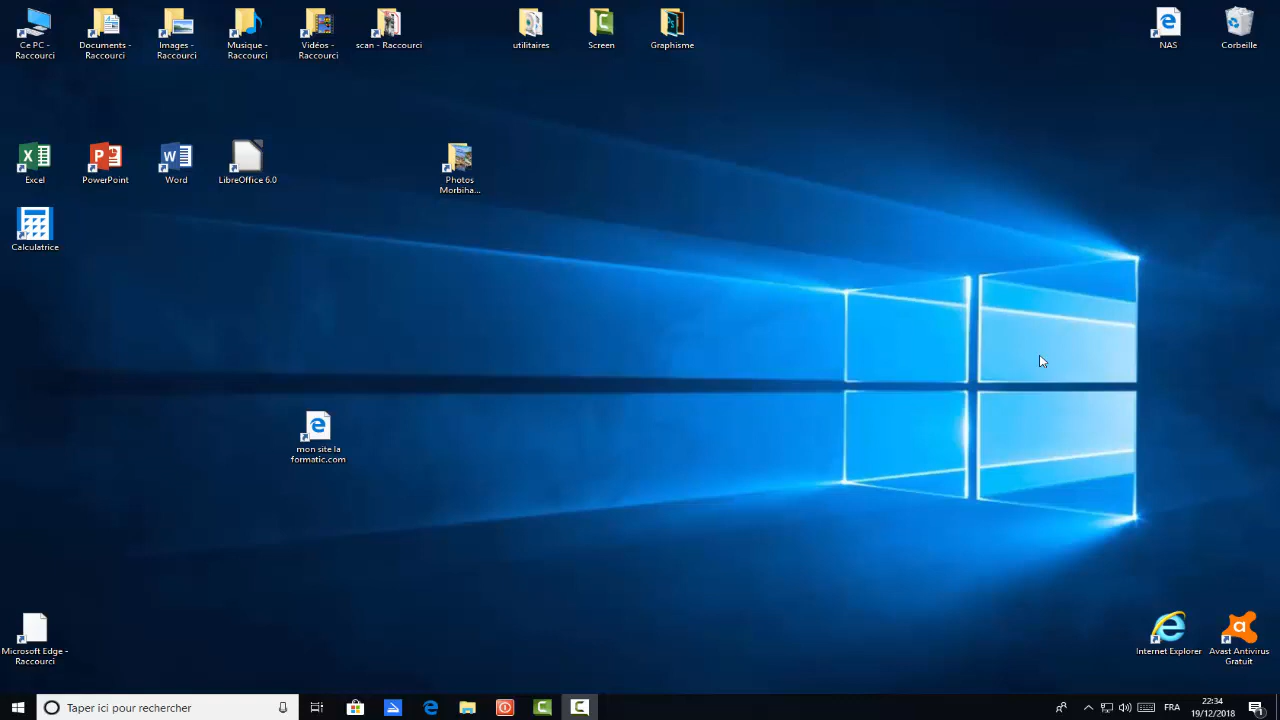 Ce PC -
Raccourci
Documents -
Raccourci
Images -
Raccourci
Musique -
Raccourci
Vidéos -
Raccourci
scan - Raccourci
utilitaires
Screen
Graphisme
NAS
Corbeille
Excel
PowerPoint
Word
LibreOffice 6.0
Photos
Morbiha...
Calculatrice
mon site la
formatic.com
Microsoft Edge -
Raccourci
Internet Explorer
Avast Antivirus
Gratuit
Taper ici pour rechercher
FRA
22:34
19/12/2018
1